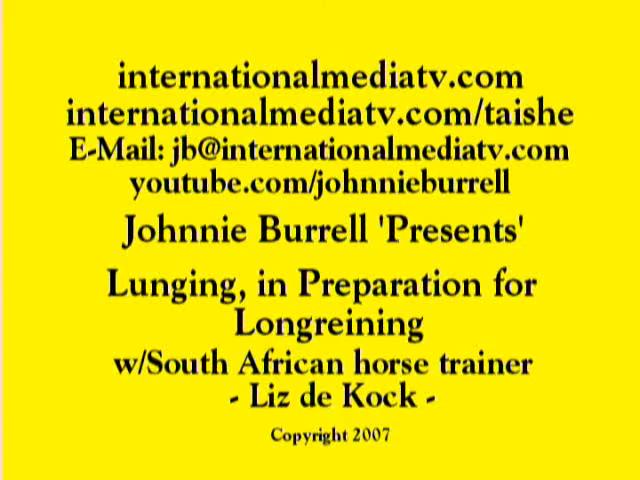 internationalmediatv.com
internationalmediatv.com/taishe
E-Mail: jb@internationalmediatv.com
youtube.com/johnnieburrell
Johnnie Burrell 'Presents'
Lunging, in Preparation for
Longreining
w/South African horse trainer
- Liz de Kock -
Copyright 2007